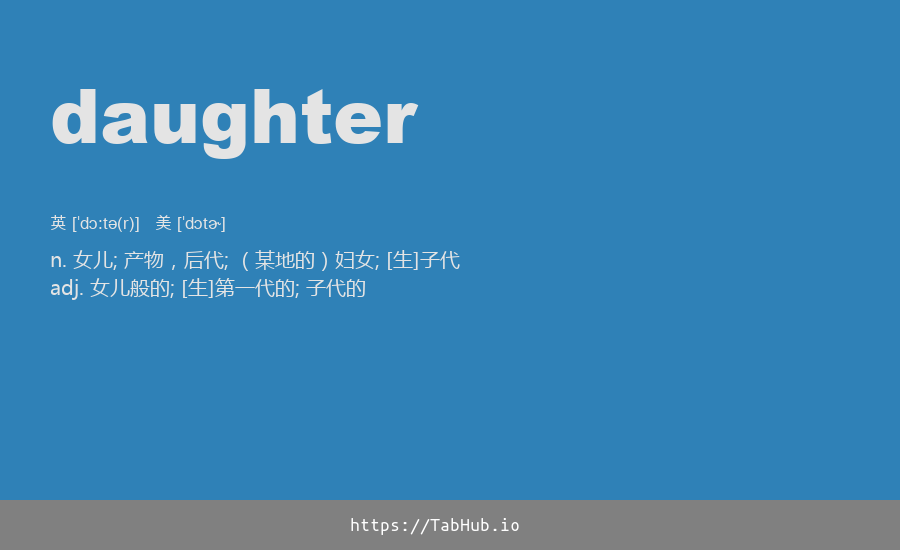 daughter
英 [ˈdɔːtə(r)] 美 [ˈdɔtɚ]
n. 女儿; 产物，后代; （某地的）妇女; [生]子代
adj. 女儿般的; [生]第一代的; 子代的
https://TabHub.io